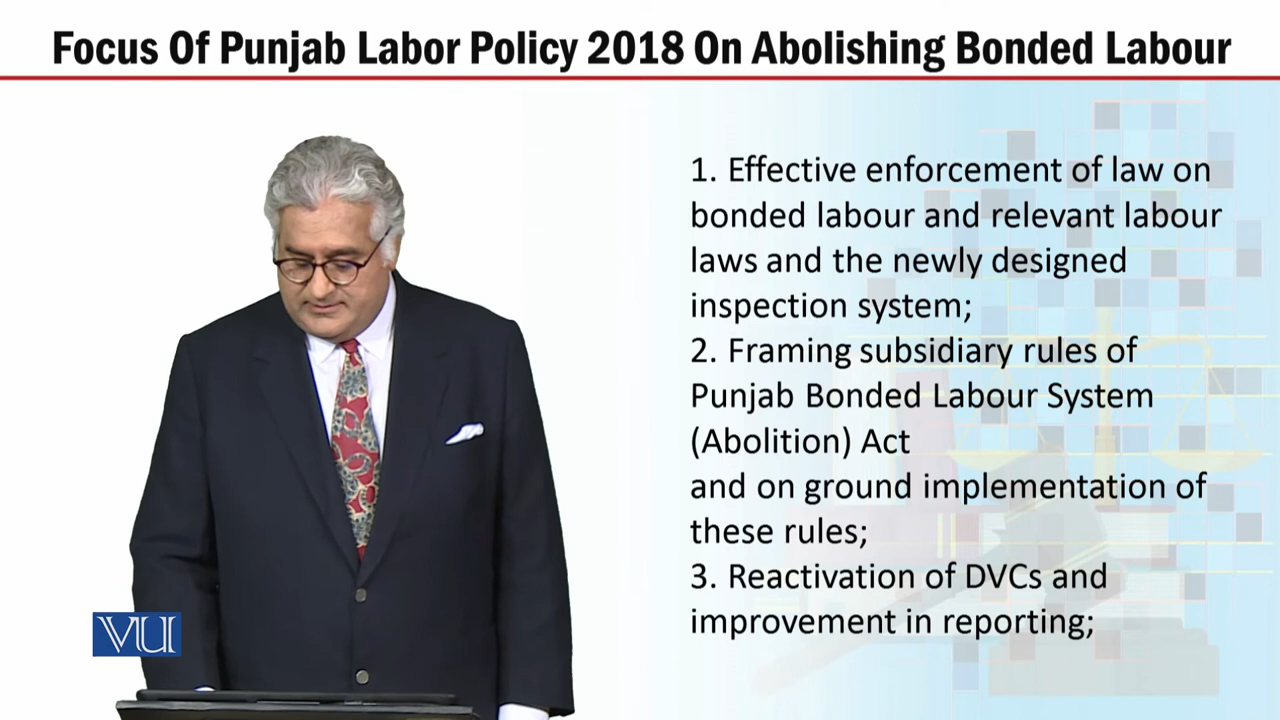 Focus Of Punjab Labor Policy 2018 On Abolishing Bonded Labour
1. Effective enforcement of law on
bonded labour and relevant labour
laws and the newly designed
inspection system;
2. Framing subsidiary rules of
Punjab Bonded Labour System
(Abolition) Act
and on ground implementation of
these rules;
3. Reactivation of DVCs and
improvement in reporting;
VU